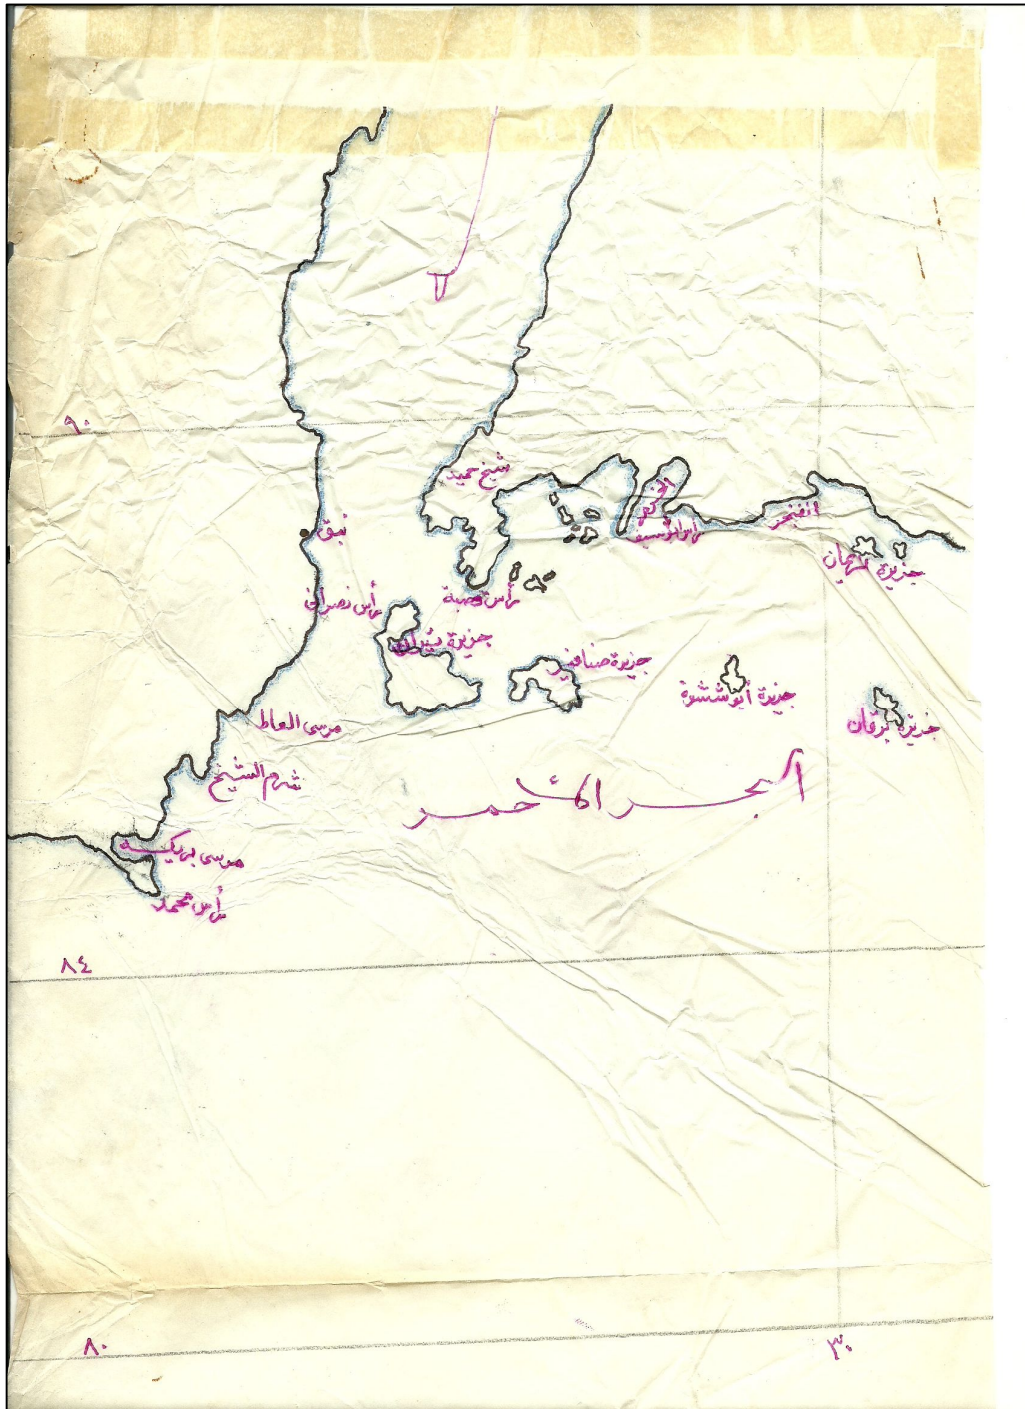 ٩٠
شيخ حميد
نبق
رأس قصبة
رأس نصراني
جزيرة تيران
جزيرة صنافير
جزيرة أبو ششوة
جزيرة برقان
مرسى العاط
شرم الشيخ
البحر الأحمر
مرسى بريكة
رأس محمد
٨٤
٨٠
٣٠